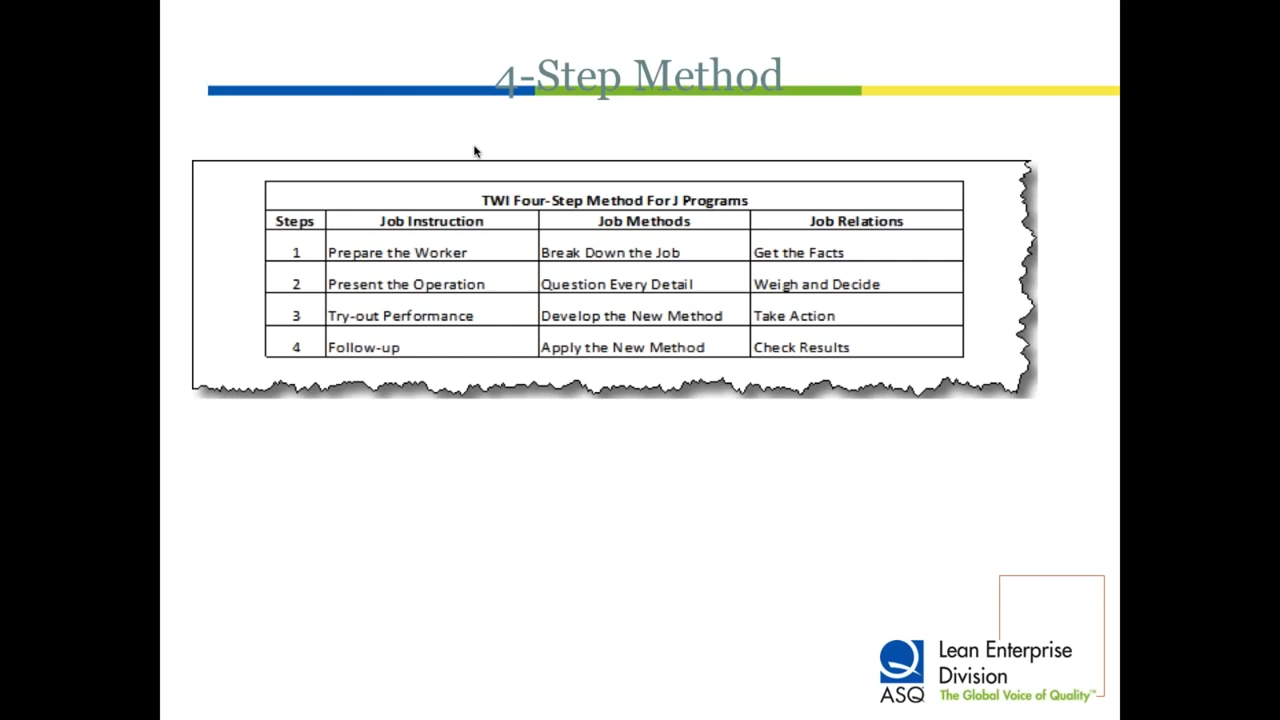 4-Step Method
TWI Four-Step Method For J Programs
Steps Job Instruction Job Methods Job Relations
1 Prepare the Worker Break Down the Job Get the Facts
2 Present the Operation Question Every Detail Weigh and Decide
3 Try-out Performance Develop the New Method Take Action
4 Follow-up Apply the New Method Check Results
Lean Enterprise
Division
ASQ The Global Voice of Quality™